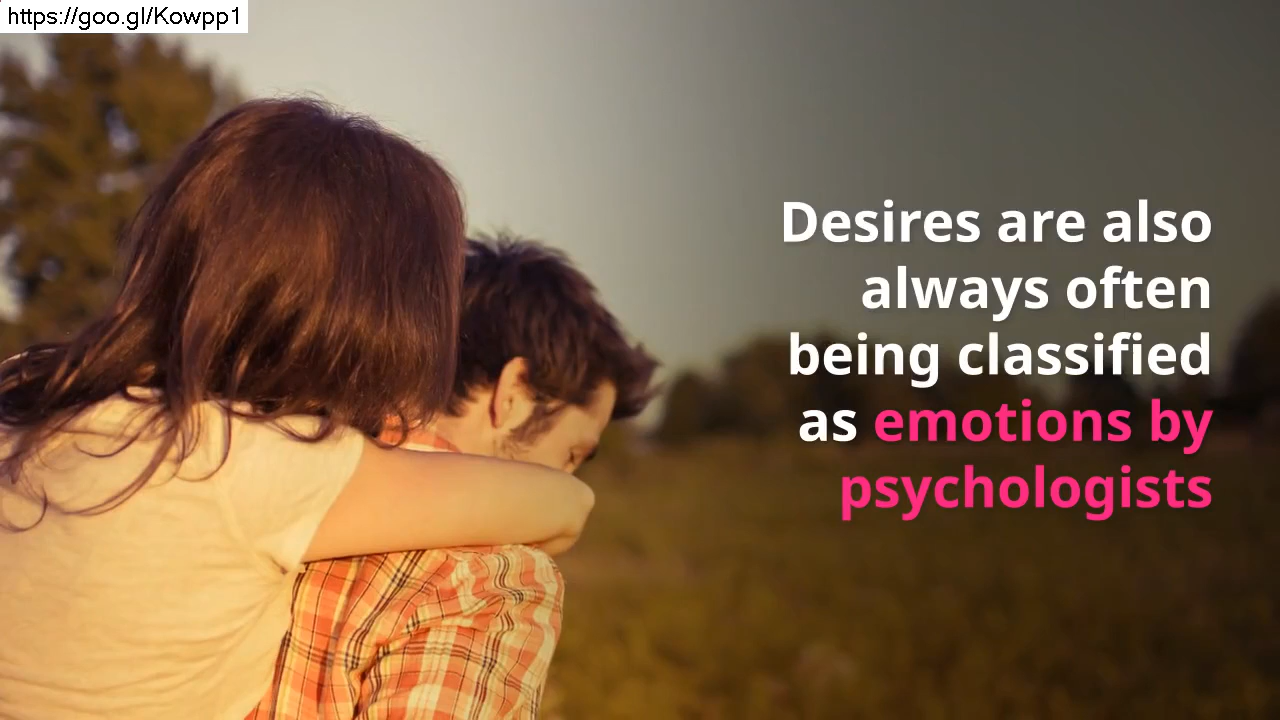 https://goo.gl/Kowpp1
Desires are also
always often
being classified
as emotions by
psychologists